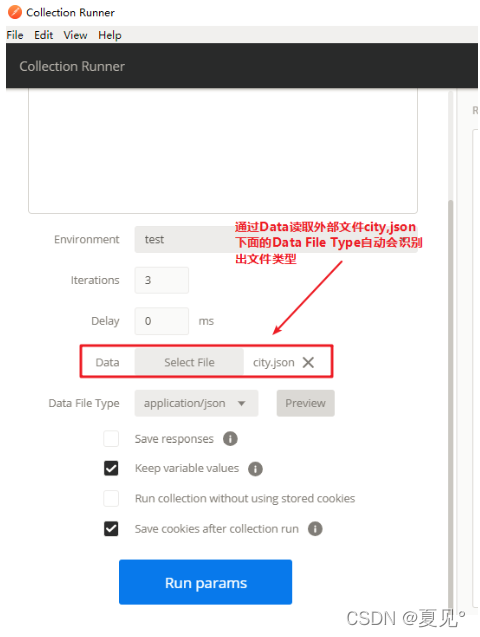 Collection Runner
File Edit View Help
Collection Runner
R
通过Data读取外部文件city.json
下面的Data File Type自动会识别
出文件类型
Environment test
Iterations 3
Delay 0 ms
Data Select File city.json
Data File Type application/json Preview
Save responses
Keep variable values
Run collection without using stored cookies
Save cookies after collection run
Run params
CSDN @夏见°